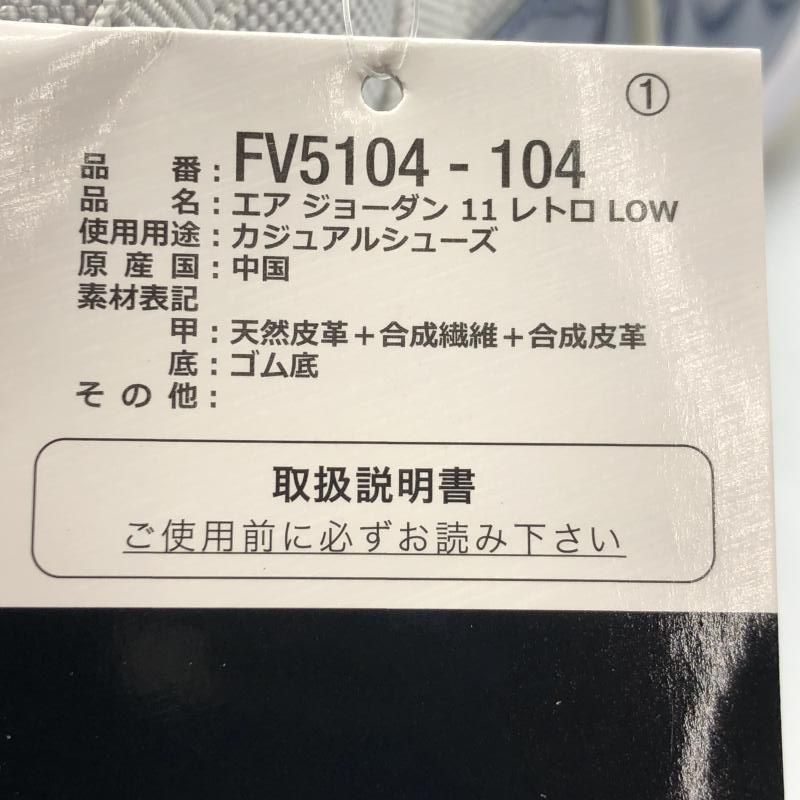 ①
品番：FV5104 - 104
品名：エア ジョーダン 11 レトロ LOW
使用用途：カジュアルシューズ
原産国：中国
素材表記
甲：天然皮革＋合成繊維＋合成皮革
底：ゴム底
その他：
取扱説明書
ご使用前に必ずお読み下さい